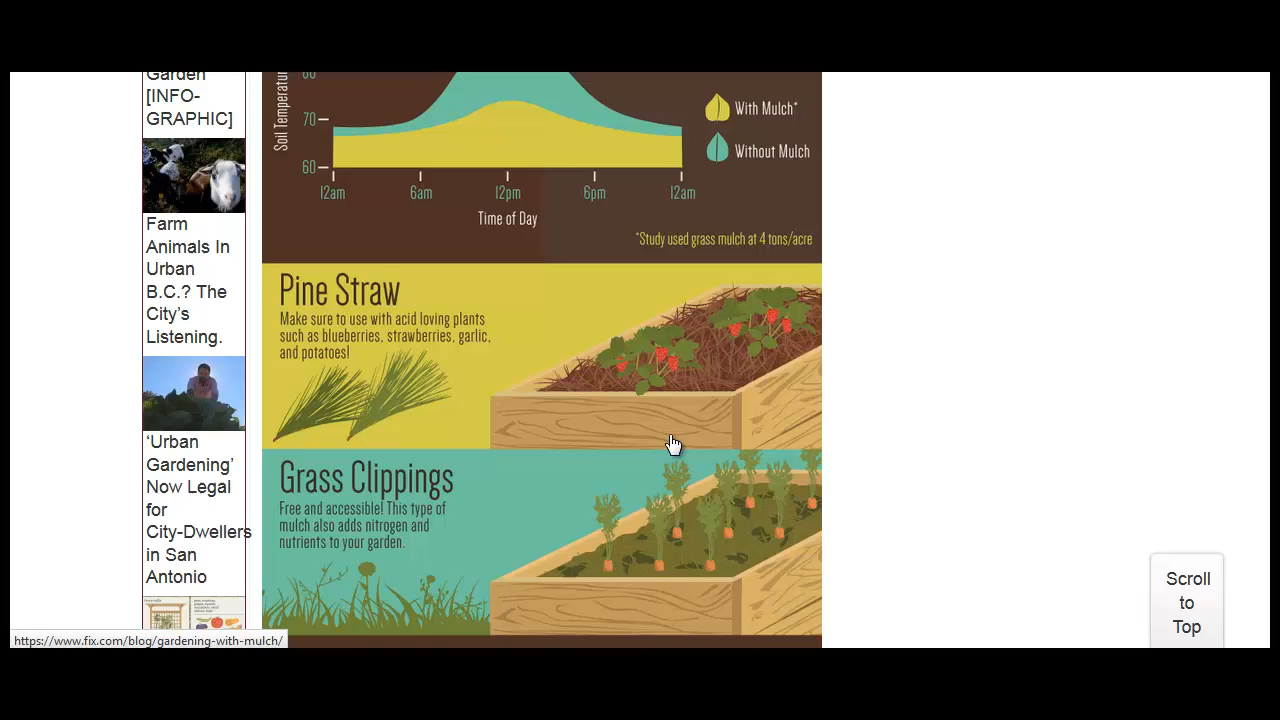 Garden
[INFO-
GRAPHIC]
Farm
Animals In
Urban
B.C.? The
City’s
Listening.
‘Urban
Gardening’
Now Legal
for
City-Dwellers
in San
Antonio
Soil Temperatur
80
70
60
12am
6am
12pm
6pm
12am
Time of Day
With Mulch*
Without Mulch
*Study used grass mulch at 4 tons/acre
Pine Straw
Make sure to use with acid loving plants
such as blueberries, strawberries, garlic,
and potatoes!
Grass Clippings
Free and accessible! This type of
mulch also adds nitrogen and
nutrients to your garden.
Scroll
to
Top
https://www.fix.com/blog/gardening-with-mulch/